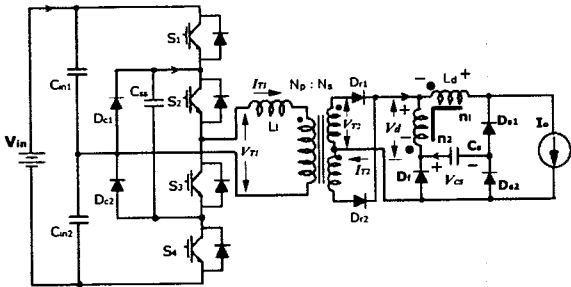 S1
Cin1
Css
IT1
Np : Ns
Dr1
Ld
n1
Dc1
S2
Ll
VT1
VT2
Vd
n2
Ds1
Io
Vin
IT2
Cs
VCS
Df
Ds2
Dc2
S3
Dr2
Cin2
S4